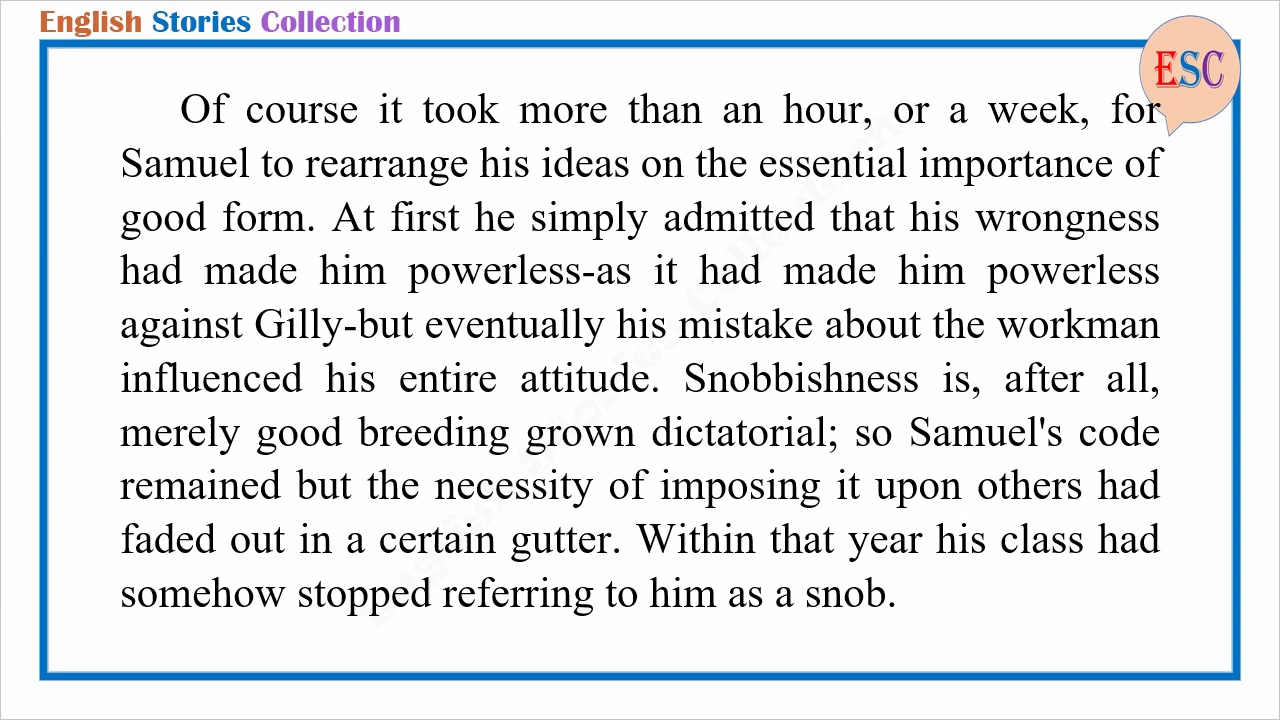 English Stories Collection
ESC
Of course it took more than an hour, or a week, for
Samuel to rearrange his ideas on the essential importance of
good form. At first he simply admitted that his wrongness
had made him powerless-as it had made him powerless
against Gilly-but eventually his mistake about the workman
influenced his entire attitude. Snobbishness is, after all,
merely good breeding grown dictatorial; so Samuel's code
remained but the necessity of imposing it upon others had
faded out in a certain gutter. Within that year his class had
somehow stopped referring to him as a snob.